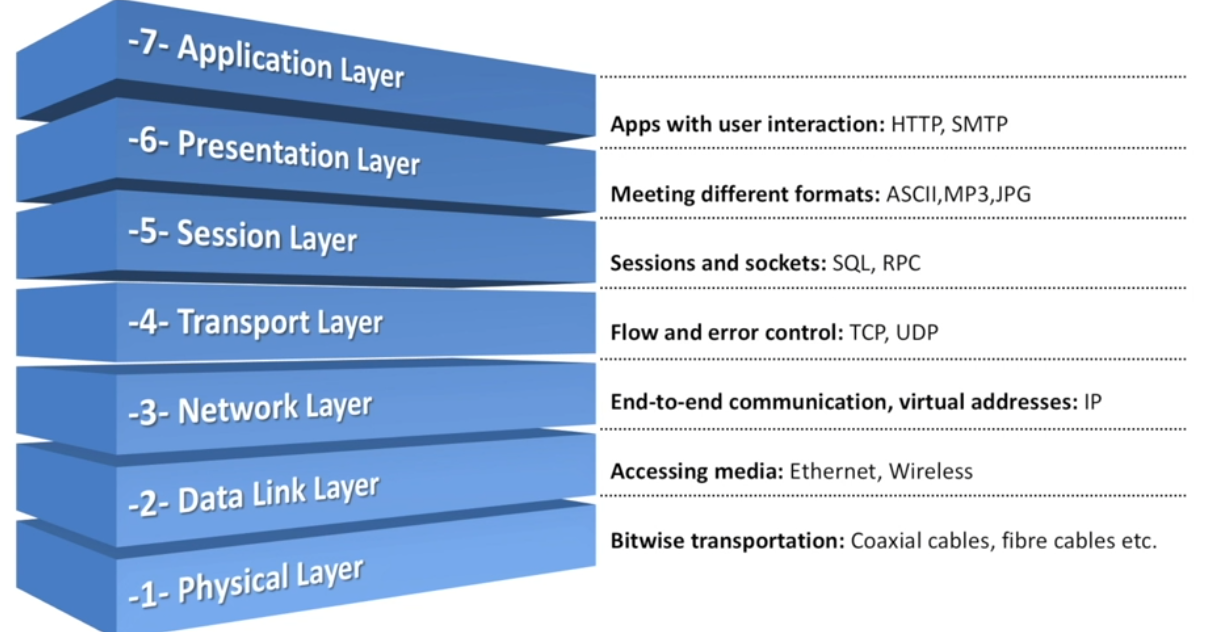 -7- Application Layer
Apps with user interaction: HTTP, SMTP
-6- Presentation Layer
Meeting different formats: ASCII,MP3,JPG
-5- Session Layer
Sessions and sockets: SQL, RPC
-4- Transport Layer
Flow and error control: TCP, UDP
-3- Network Layer
End-to-end communication, virtual addresses: IP
-2- Data Link Layer
Accessing media: Ethernet, Wireless
-1- Physical Layer
Bitwise transportation: Coaxial cables, fibre cables etc.